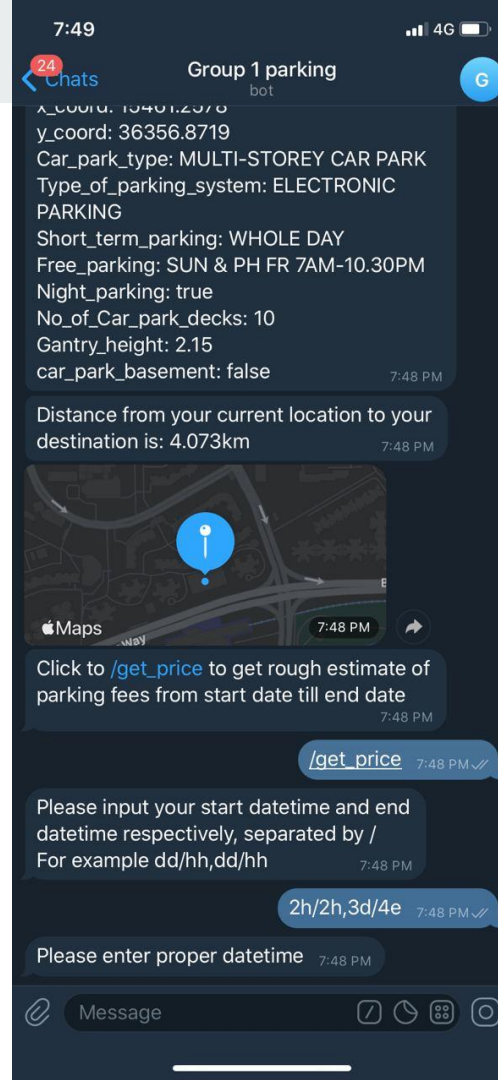 7:49
4G
24
Chats
Group 1 parking
bot
G
x_coord: 15461.2578
y_coord: 36356.8719
Car_park_type: MULTI-STOREY CAR PARK
Type_of_parking_system: ELECTRONIC
PARKING
Short_term_parking: WHOLE DAY
Free_parking: SUN & PH FR 7AM-10.30PM
Night_parking: true
No_of_Car_park_decks: 10
Gantry_height: 2.15
car_park_basement: false
7:48 PM
Distance from your current location to your
destination is: 4.073km
7:48 PM
Maps
way
B
7:48 PM
Click to /get_price to get rough estimate of
parking fees from start date till end date
7:48 PM
/get_price 7:48 PM
Please input your start datetime and end
datetime respectively, separated by /
For example dd/hh,dd/hh
7:48 PM
2h/2h,3d/4e 7:48 PM
Please enter proper datetime 7:48 PM
Message